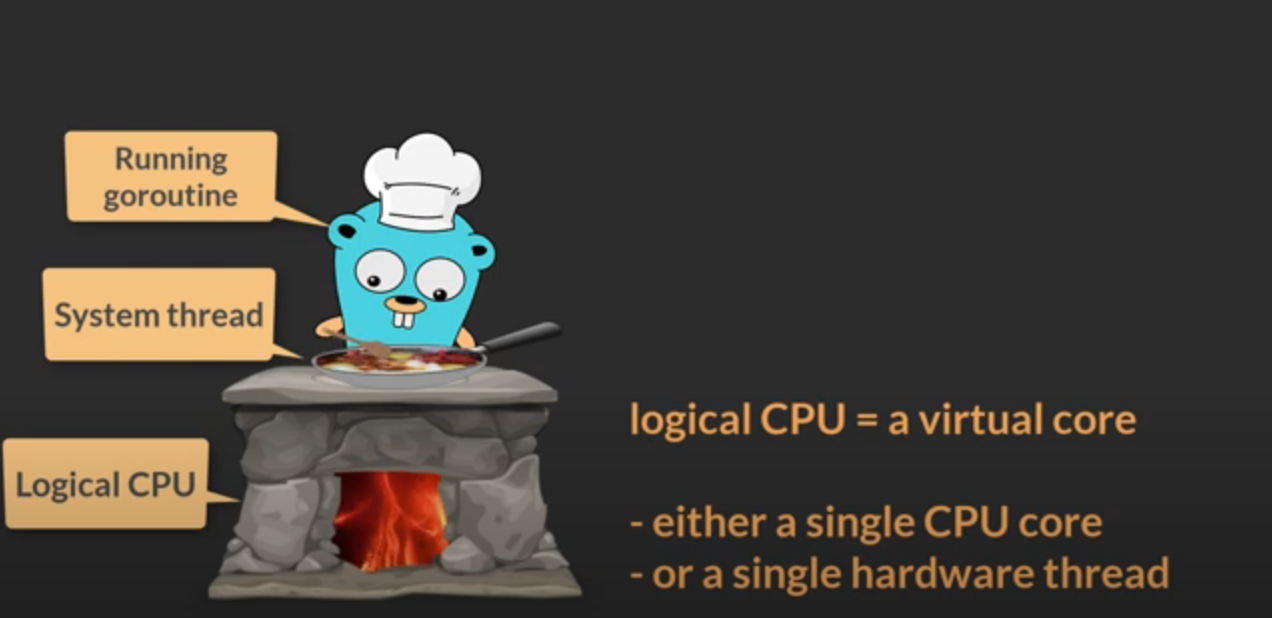 Running
goroutine
System thread
Logical CPU
logical CPU = a virtual core
- either a single CPU core
- or a single hardware thread